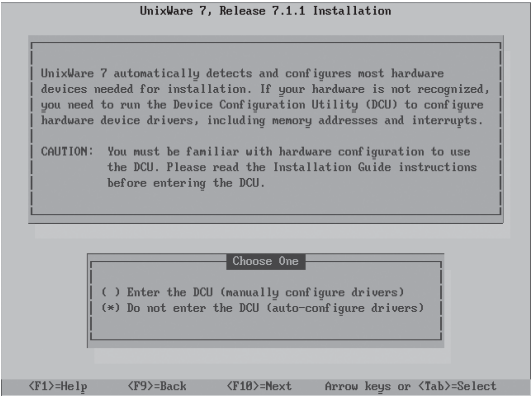 UnixWare 7, Release 7.1.1 Installation
UnixWare 7 automatically detects and configures most hardware
devices needed for installation. If your hardware is not recognized,
you need to run the Device Configuration Utility (DCU) to configure
hardware device drivers, including memory addresses and interrupts.
CAUTION: You must be familiar with hardware configuration to use
the DCU. Please read the Installation Guide instructions
before entering the DCU.
Choose One
( ) Enter the DCU (manually configure drivers)
(*) Do not enter the DCU (auto-configure drivers)
<F1>=Help <F9>=Back <F10>=Next Arrow keys or <Tab>=Select